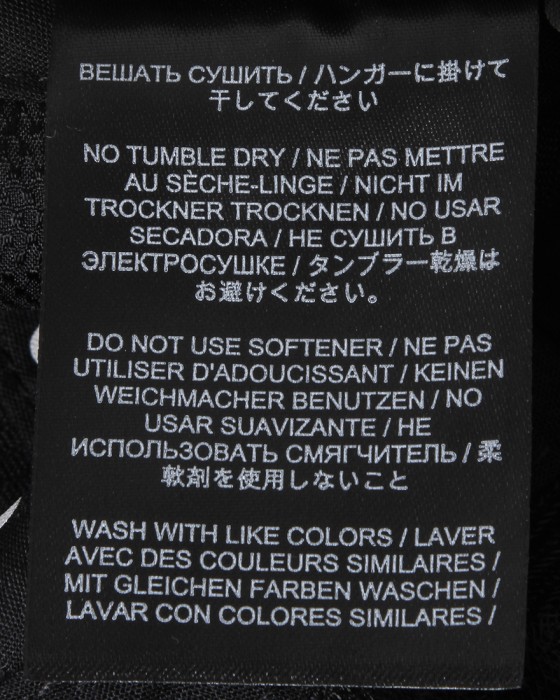 ВЕШАТЬ СУШИТЬ / ハンガーに掛けて
干してください
NO TUMBLE DRY / NE PAS METTRE
AU SÈCHE-LINGE / NICHT IM
TROCKNER TROCKNEN / NO USAR
SECADORA / НЕ СУШИТЬ В
ЭЛЕКТРОСУШКЕ / タンブラー乾燥は
お避けください。
DO NOT USE SOFTENER / NE PAS
UTILISER D'ADOUCISSANT / KEINEN
WEICHMACHER BENUTZEN / NO
USAR SUAVIZANTE / НЕ
ИСПОЛЬЗОВАТЬ СМЯГЧИТЕЛЬ / 柔
軟剤を使用しないこと
WASH WITH LIKE COLORS / LAVER
AVEC DES COULEURS SIMILAIRES /
MIT GLEICHEN FARBEN WASCHEN /
LAVAR CON COLORES SIMILARES /